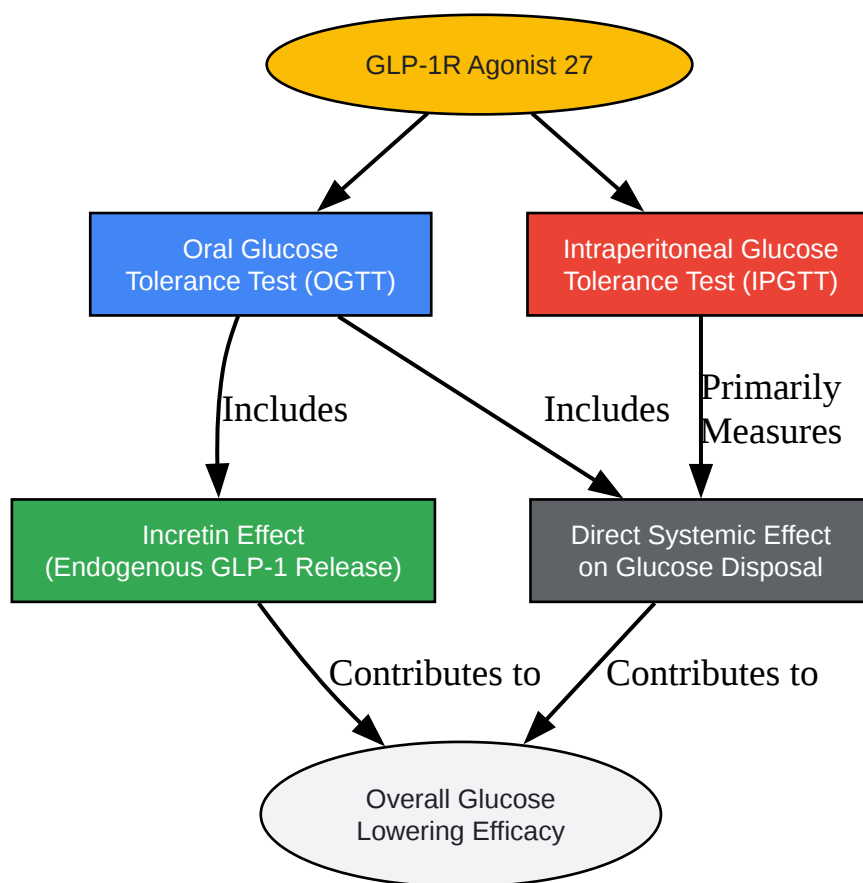 GLP-1R Agonist 27
Oral Glucose
Tolerance Test (OGTT)
Intraperitoneal Glucose
Tolerance Test (IPGTT)
Includes
Includes
Primarily
Measures
Incretin Effect
(Endogenous GLP-1 Release)
Direct Systemic Effect
on Glucose Disposal
Contributes to
Contributes to
Overall Glucose
Lowering Efficacy